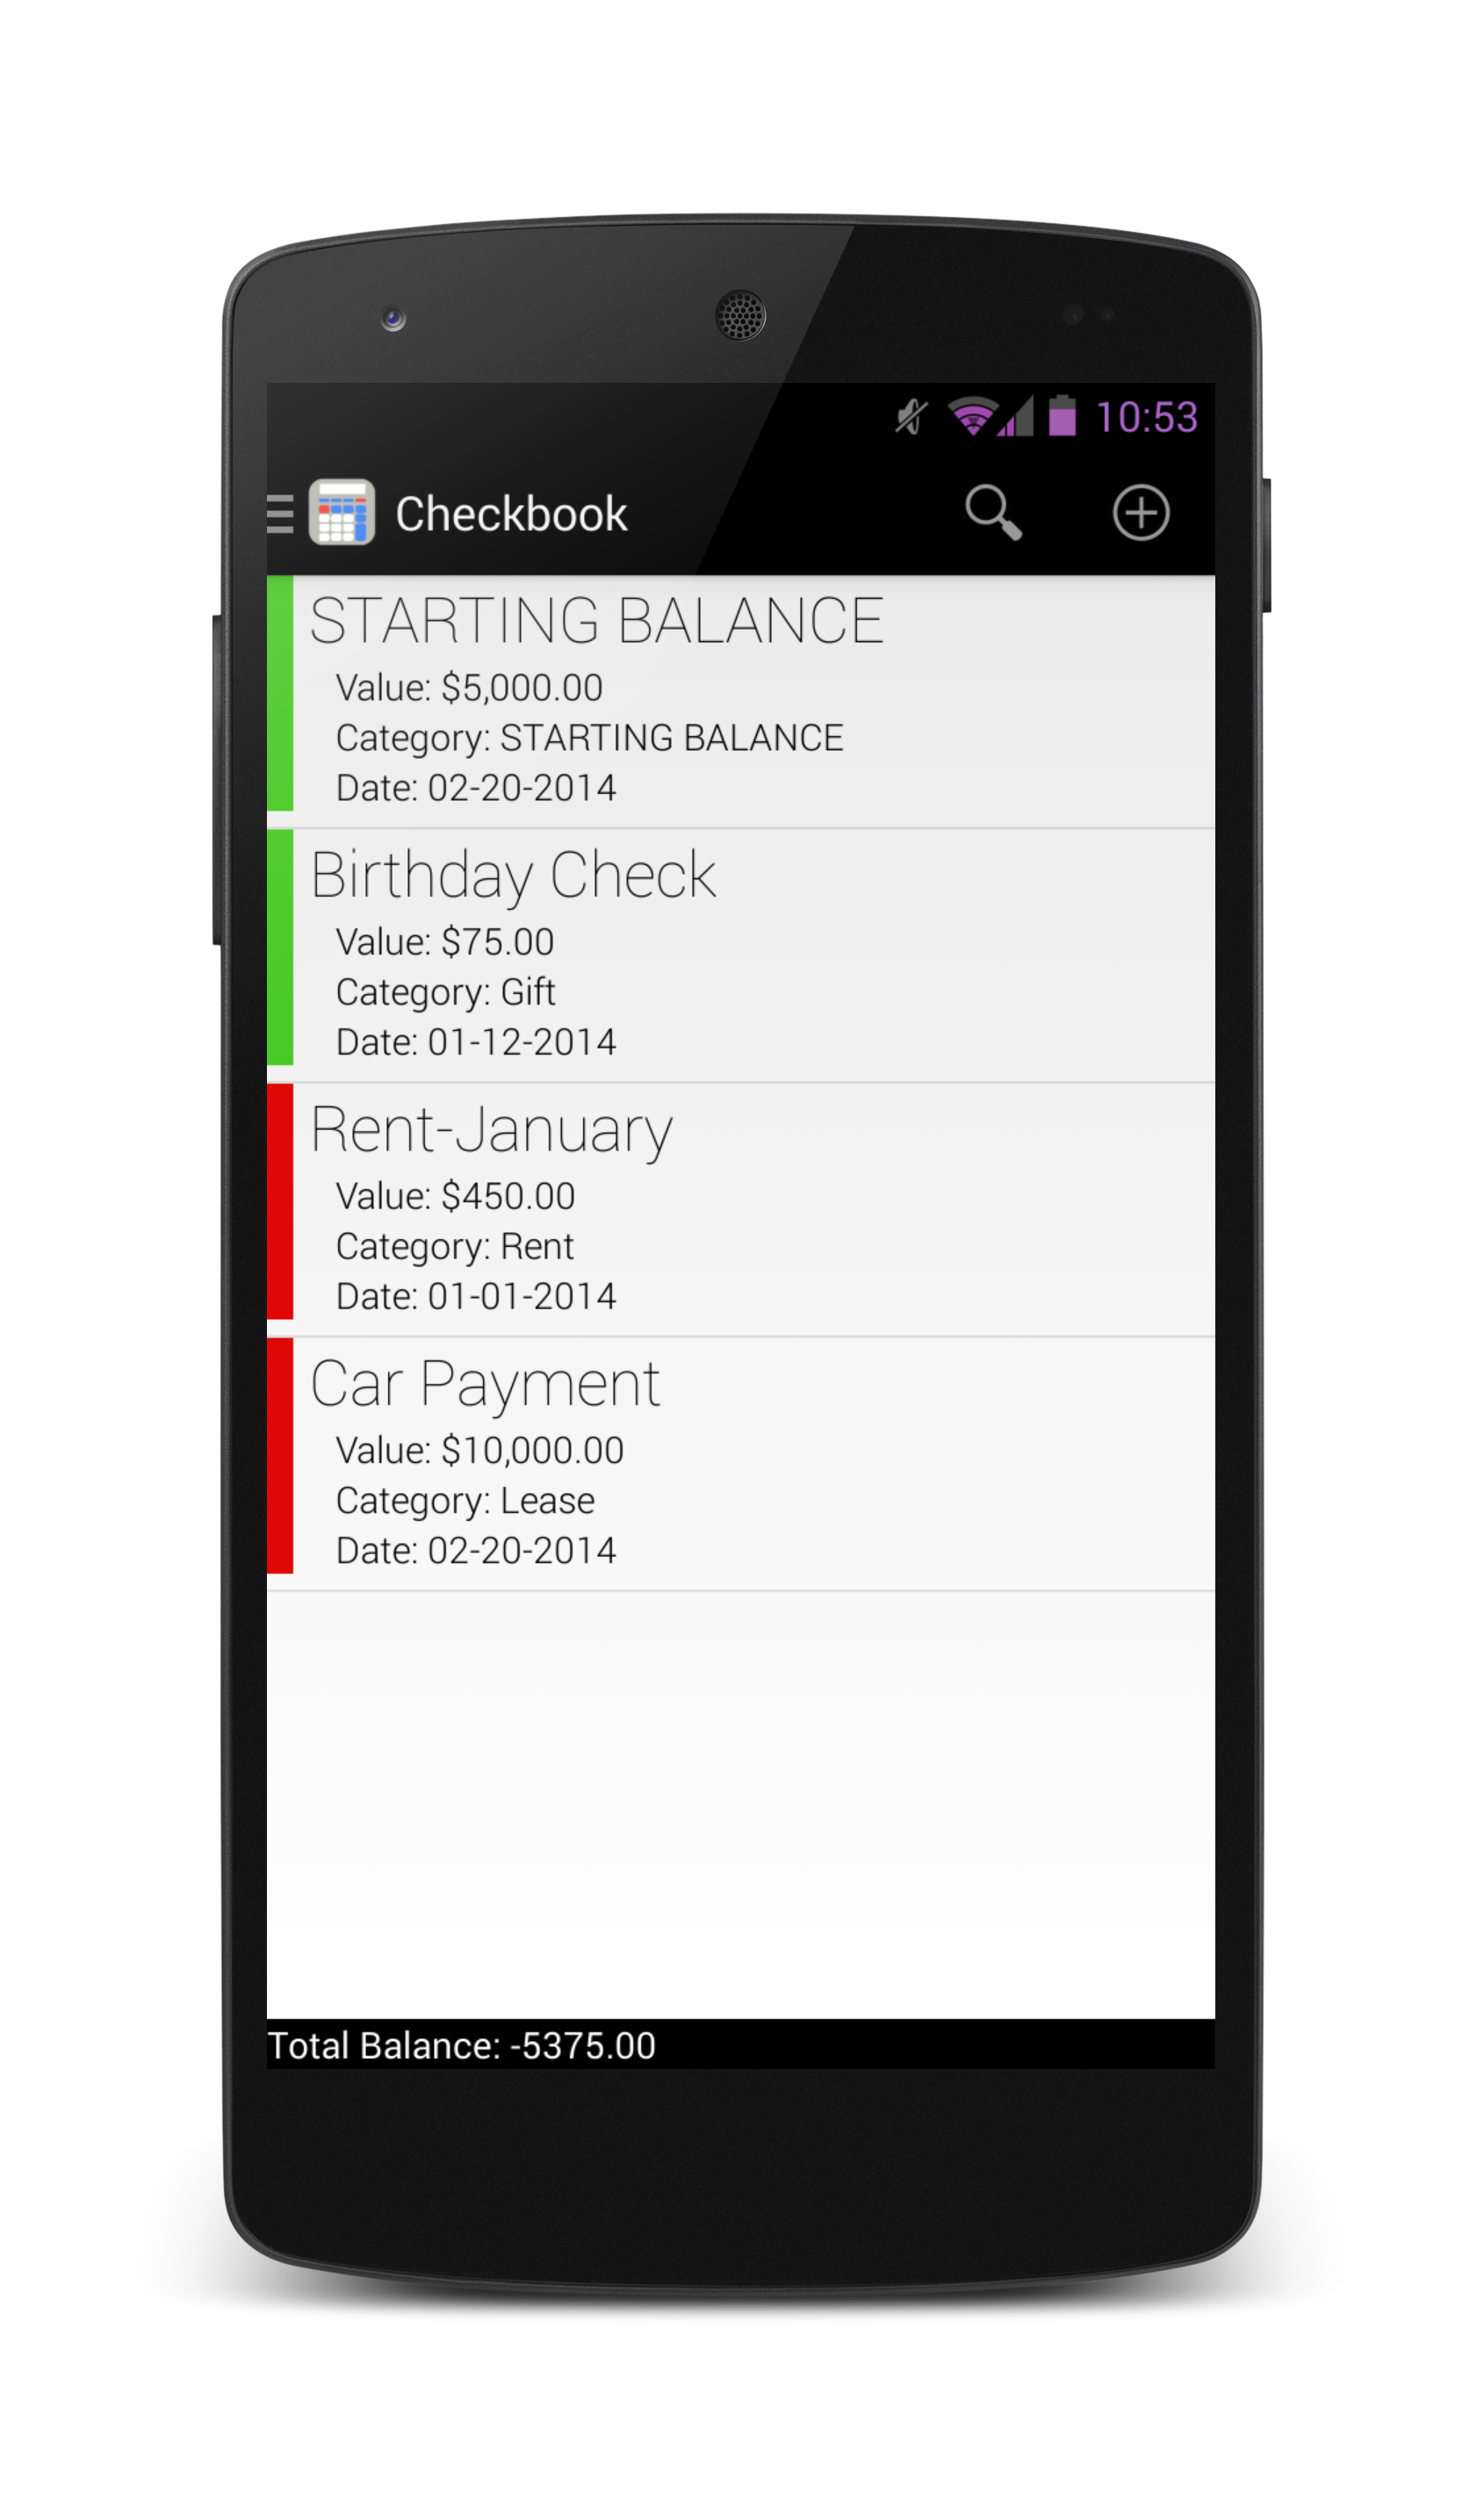 10:53
Checkbook
STARTING BALANCE
Value: $5,000.00
Category: STARTING BALANCE
Date: 02-20-2014
Birthday Check
Value: $75.00
Category: Gift
Date: 01-12-2014
Rent-January
Value: $450.00
Category: Rent
Date: 01-01-2014
Car Payment
Value: $10,000.00
Category: Lease
Date: 02-20-2014
Total Balance: -5375.00